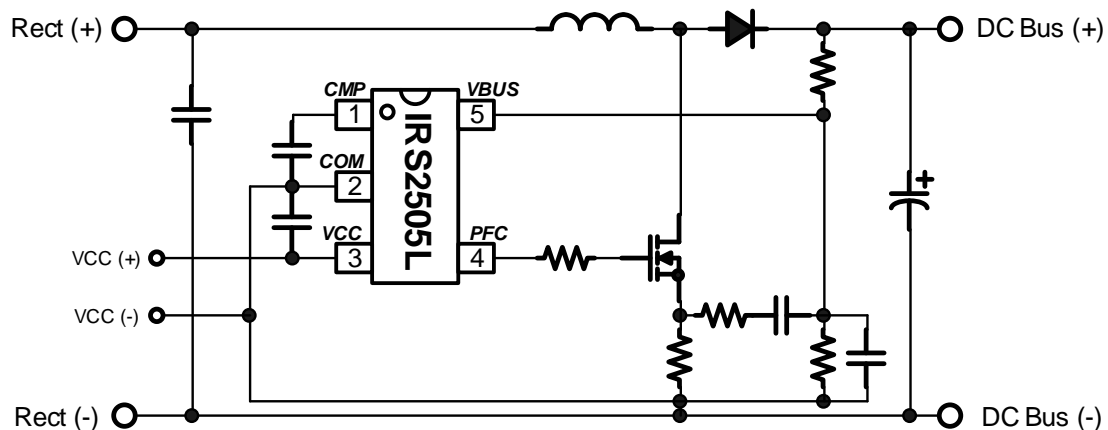 Rect (+)
DC Bus (+)
CMP
VBUS
1
5
IRS2505L
COM
2
VCC
PFC
VCC (+)
3
4
VCC (-)
+
Rect (-)
DC Bus (-)